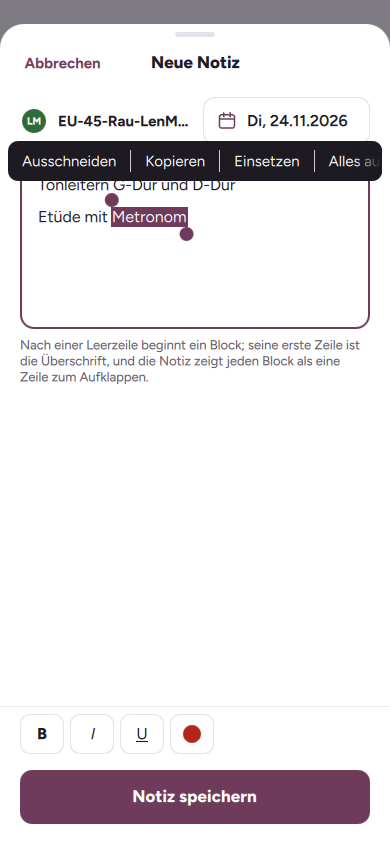 Abbrechen
Neue Notiz
LM
EU-45-Rau-LenM...
Di, 24.11.2026
Ausschneiden
Kopieren
Einsetzen
Alles au
Tonleitern G-Dur und D-Dur
Etüde mit Metronom
Nach einer Leerzeile beginnt ein Block; seine erste Zeile ist
die Überschrift, und die Notiz zeigt jeden Block als eine
Zeile zum Aufklappen.
B
I
U
Notiz speichern